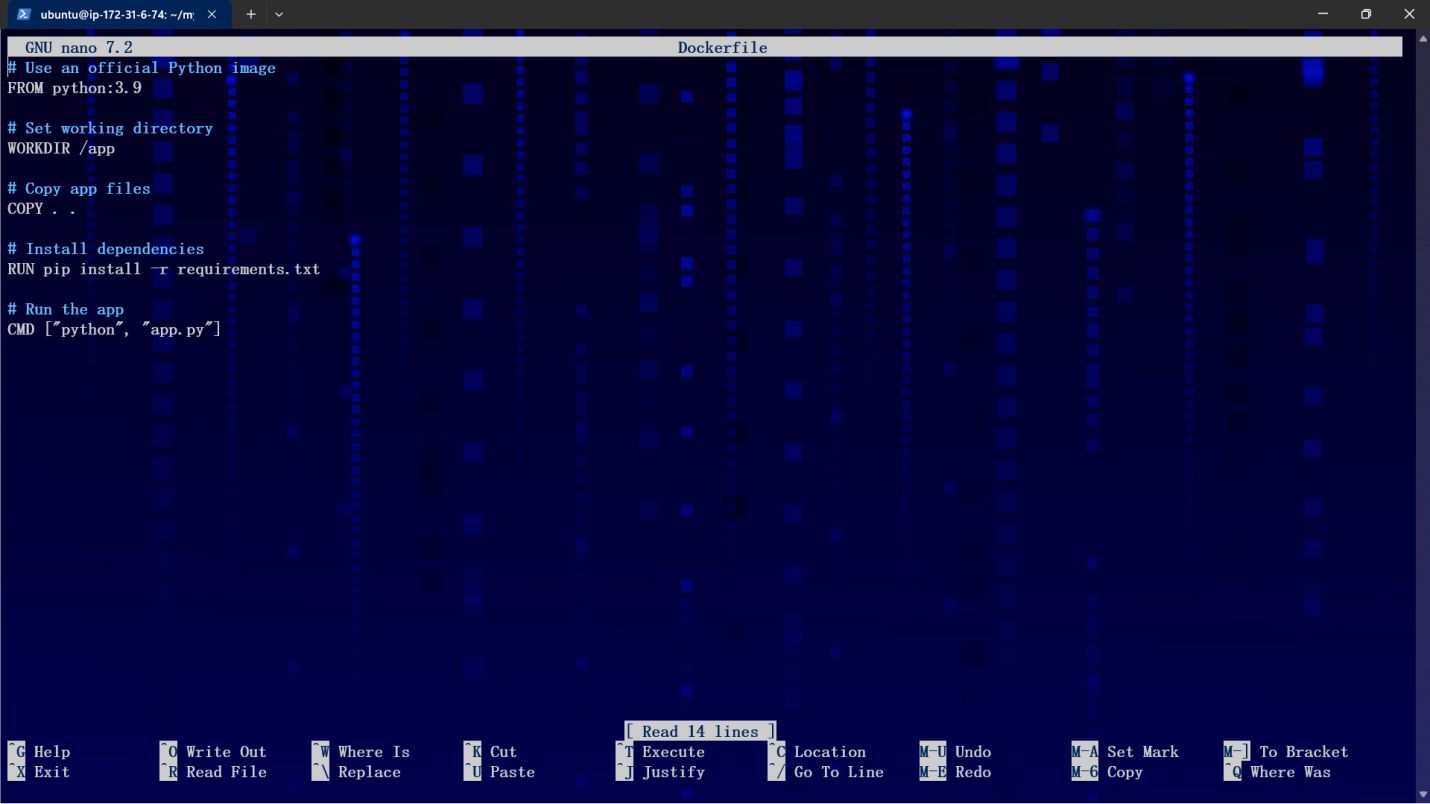 ubuntu@ip-172-31-6-74: ~/my
GNU nano 7.2 Dockerfile
# Use an official Python image
FROM python:3.9
# Set working directory
WORKDIR /app
# Copy app files
COPY . .
# Install dependencies
RUN pip install -r requirements.txt
# Run the app
CMD ["python", "app.py"]
[ Read 14 lines ]
^G Help ^O Write Out ^W Where Is ^K Cut ^T Execute ^C Location M-U Undo M-A Set Mark M-] To Bracket
^X Exit ^R Read File ^\ Replace ^U Paste ^J Justify ^/ Go To Line M-E Redo M-6 Copy ^Q Where Was